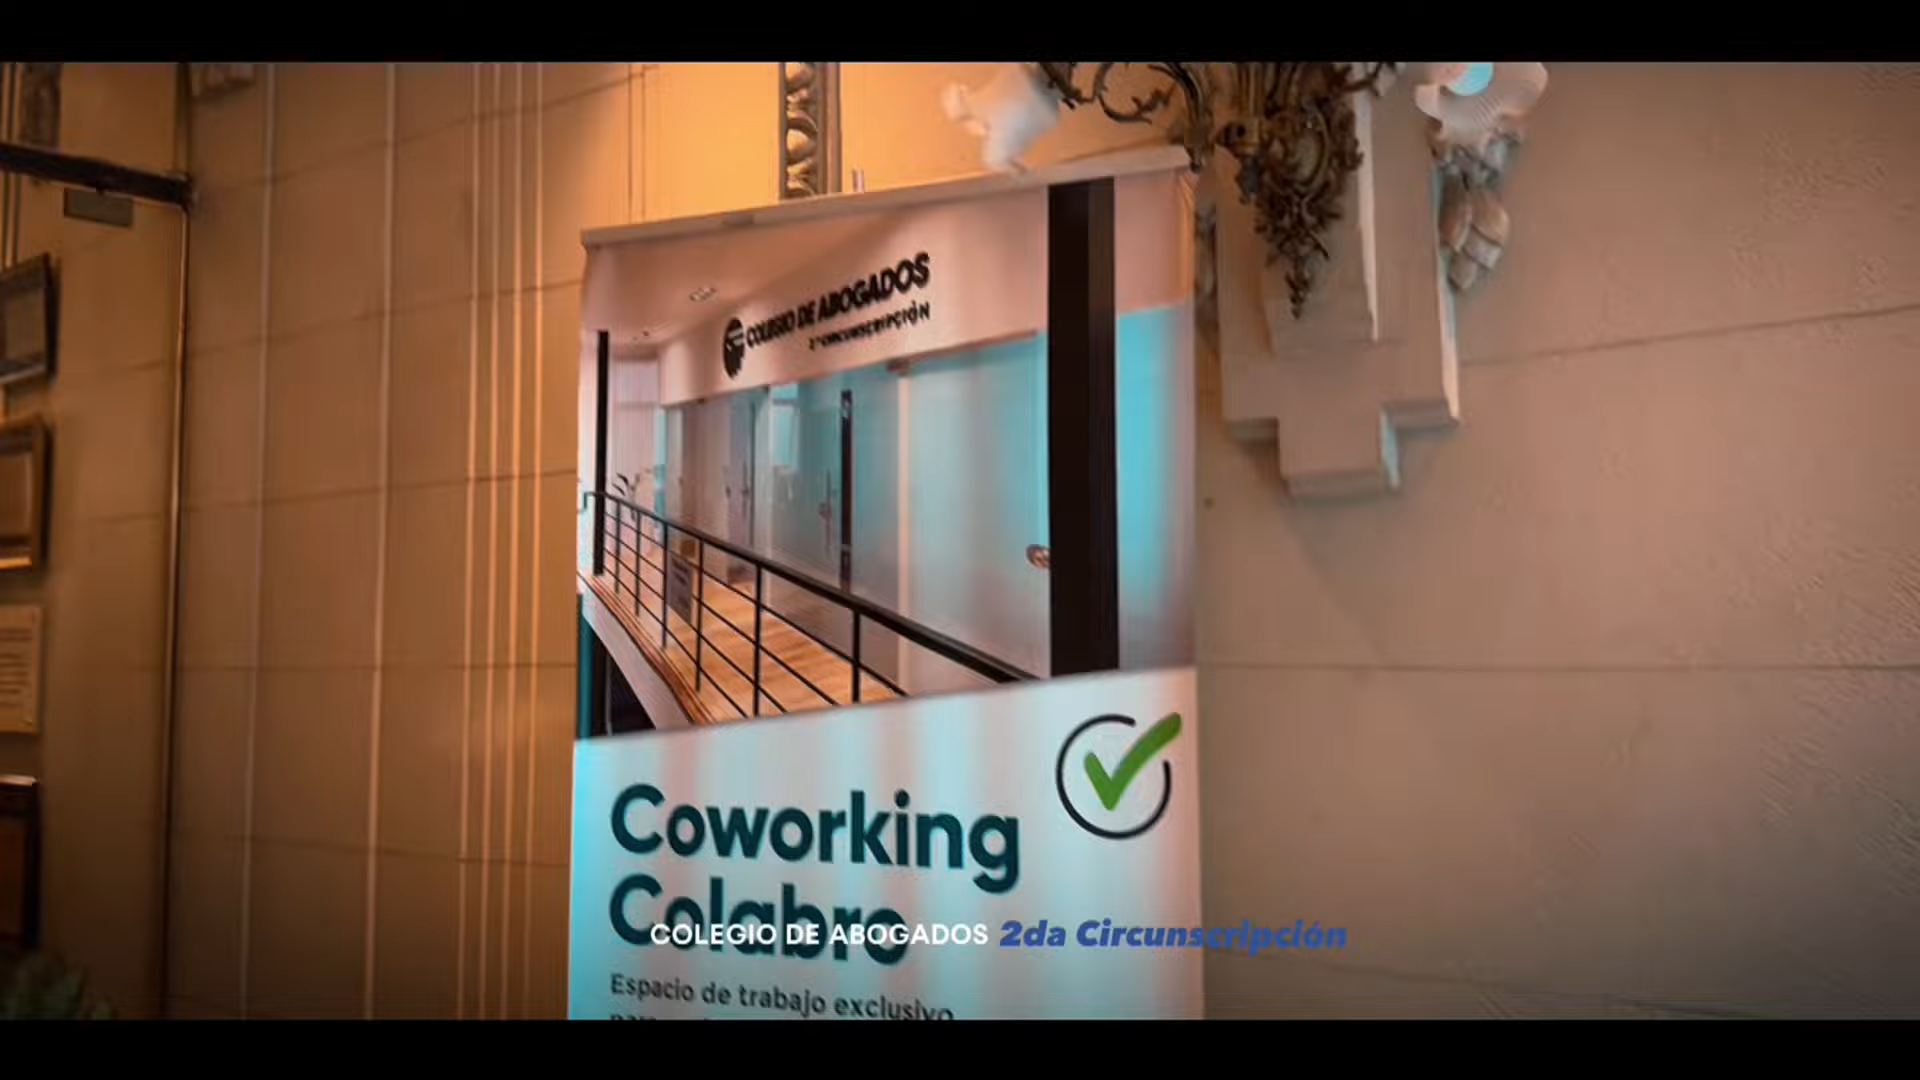 COLEGIO DE ABOGADOS
2ª CIRCUNSCRIPCIÓN
Coworking
Colabro
COLEGIO DE ABOGADOS 2da Circunscripción
Espacio de trabajo exclusivo